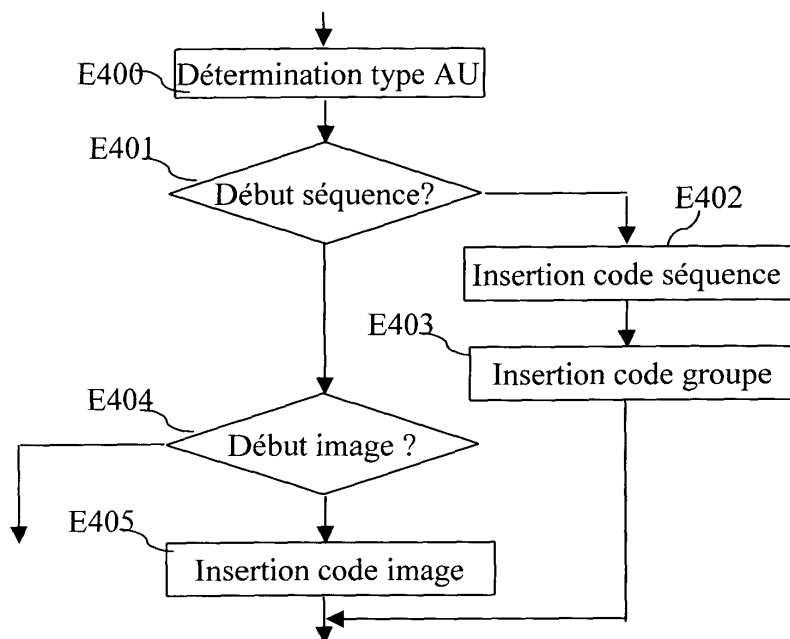 E400
Détermination type AU
E401
Début séquence?
E402
Insertion code séquence
E403
Insertion code groupe
E404
Début image ?
E405
Insertion code image